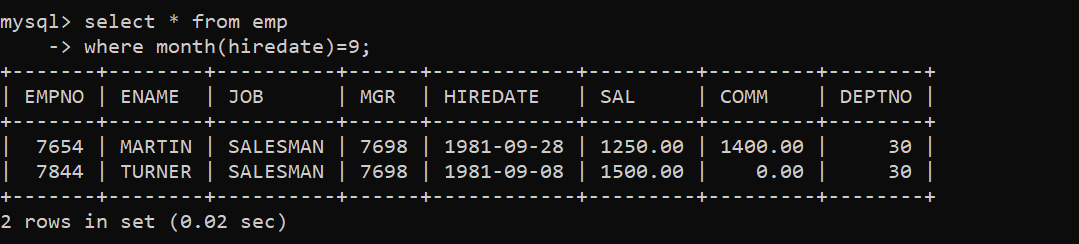 mysql> select * from emp
    -> where month(hiredate)=9;
+-------+--------+----------+------+------------+---------+---------+--------+
| EMPNO | ENAME  | JOB      | MGR  | HIREDATE   | SAL     | COMM    | DEPTNO |
+-------+--------+----------+------+------------+---------+---------+--------+
|  7654 | MARTIN | SALESMAN | 7698 | 1981-09-28 | 1250.00 | 1400.00 |     30 |
|  7844 | TURNER | SALESMAN | 7698 | 1981-09-08 | 1500.00 |    0.00 |     30 |
+-------+--------+----------+------+------------+---------+---------+--------+
2 rows in set (0.02 sec)